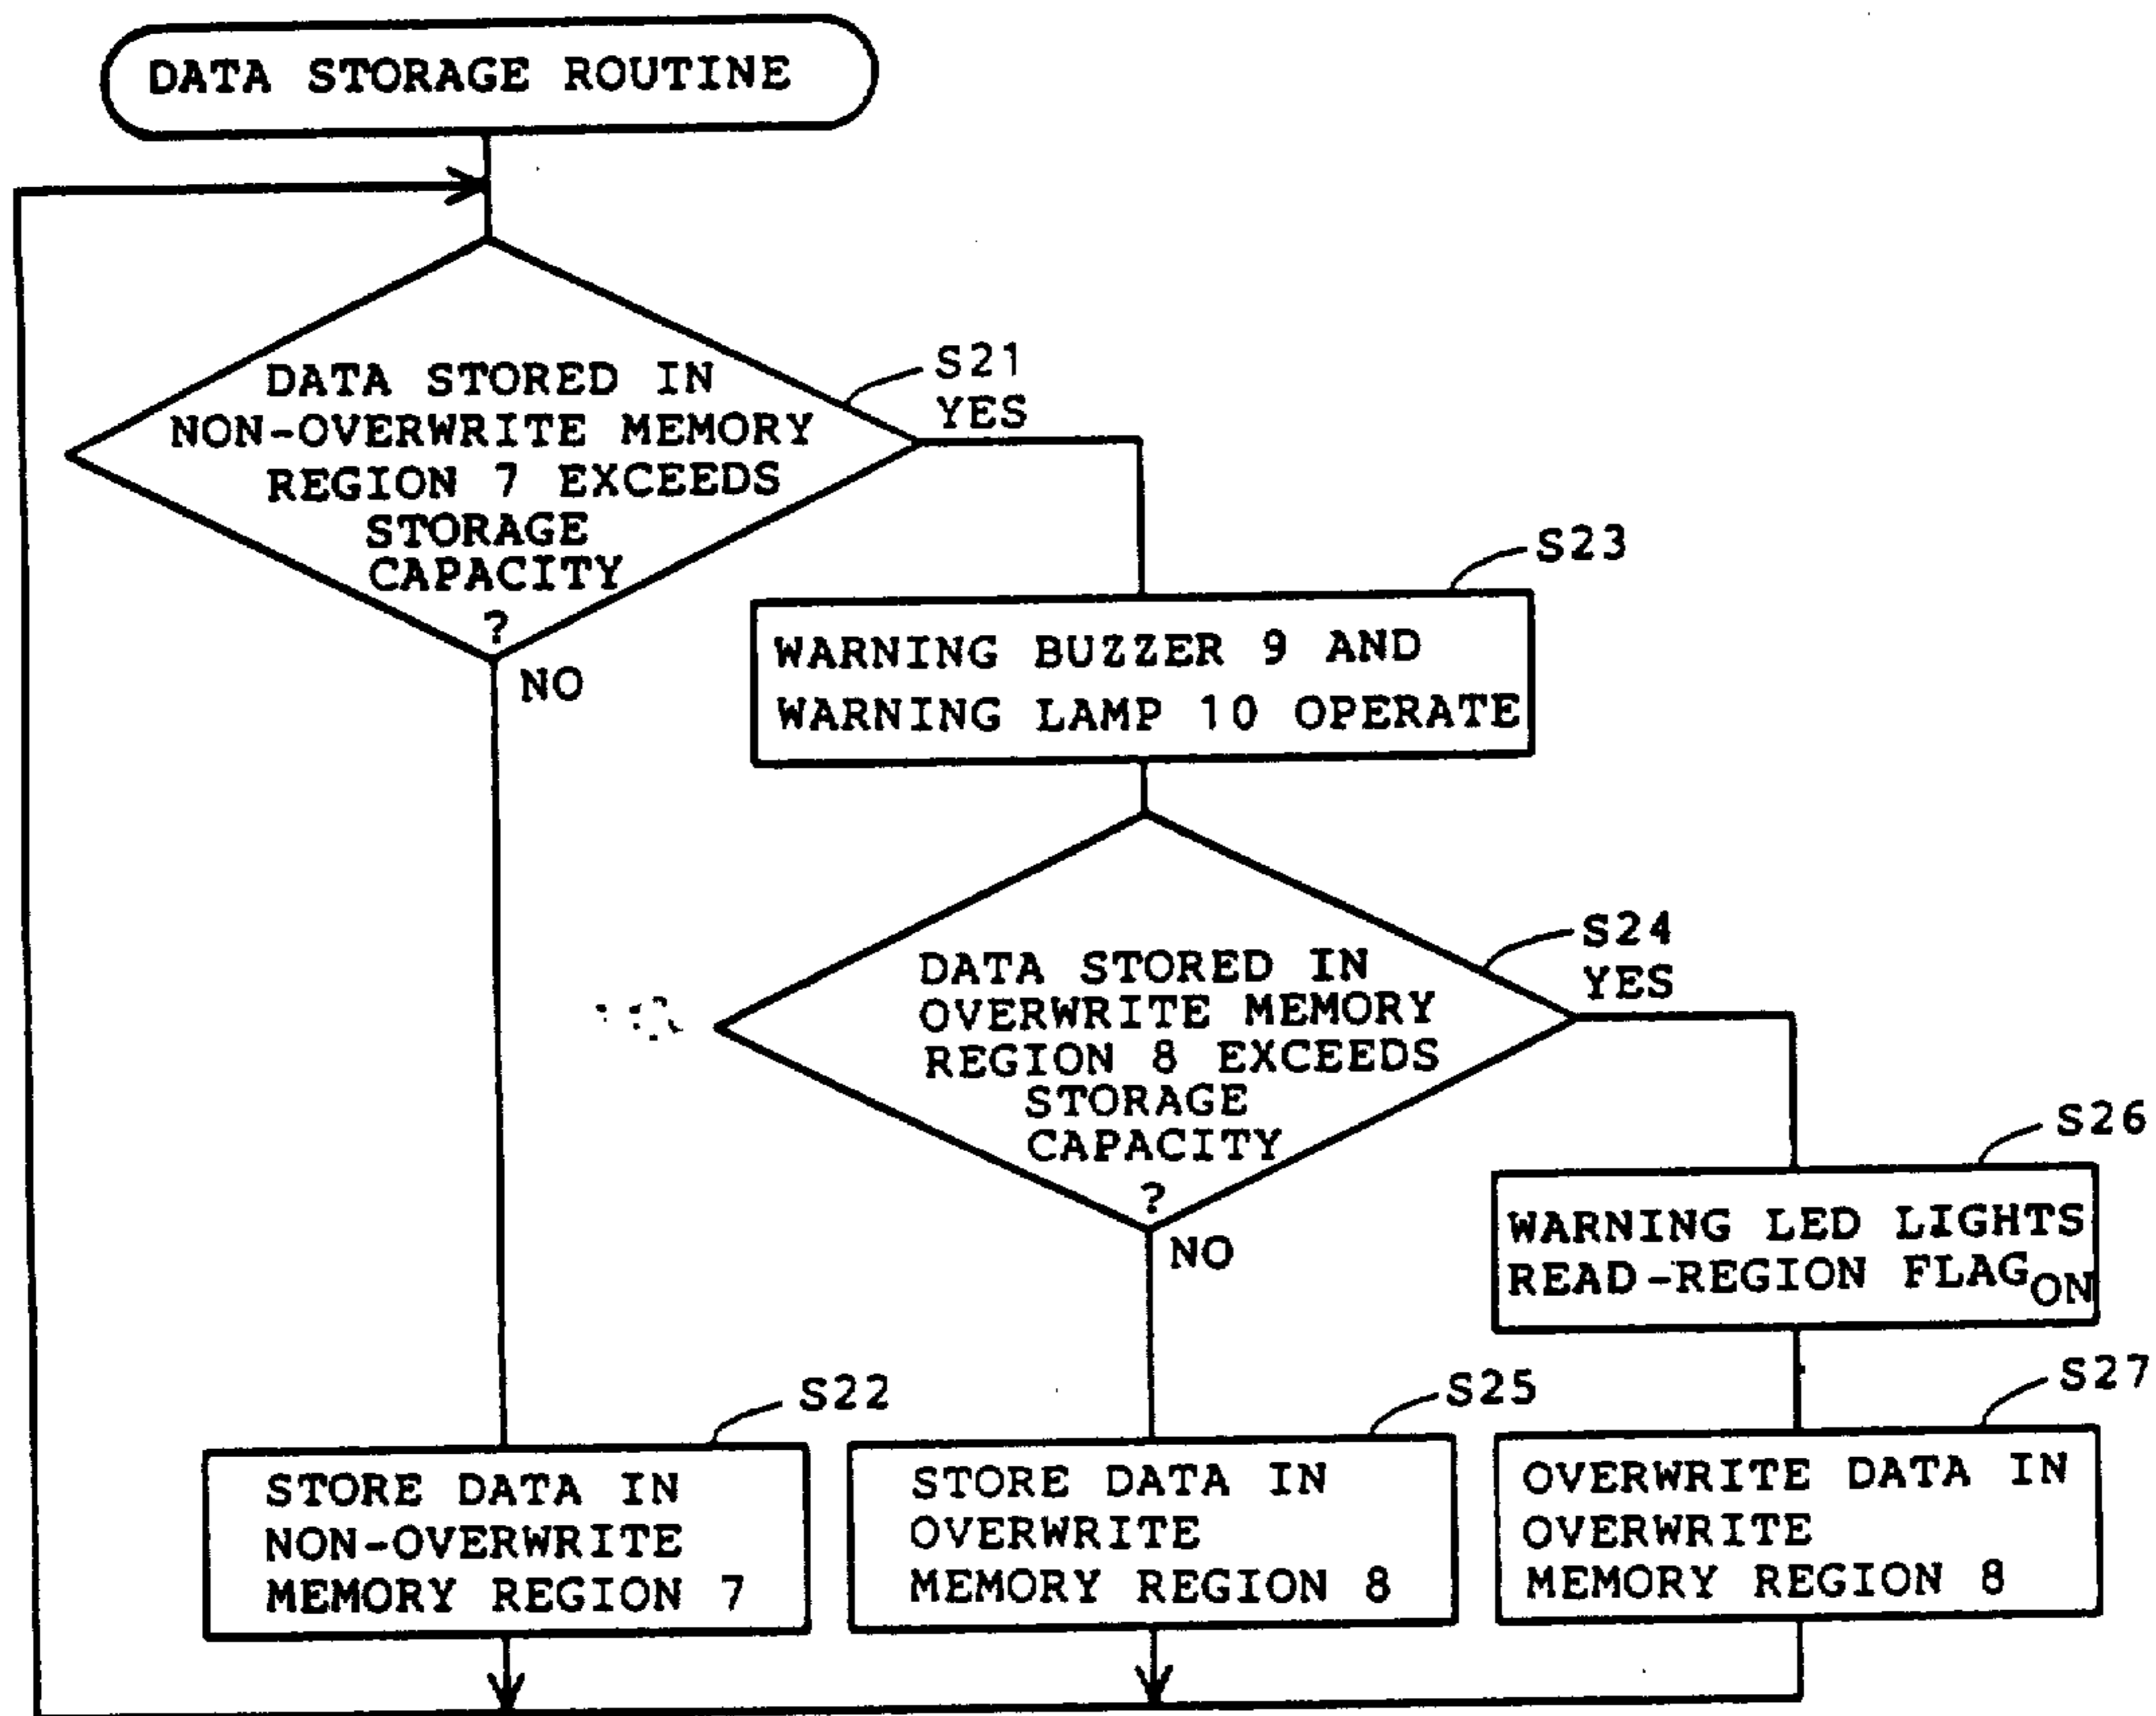 DATA STORAGE ROUTINE
DATA STORED IN
NON-OVERWRITE MEMORY
REGION 7 EXCEEDS
STORAGE
CAPACITY
?
S21
YES
NO
S23
WARNING BUZZER 9 AND
WARNING LAMP 10 OPERATE
DATA STORED IN
OVERWRITE MEMORY
REGION 8 EXCEEDS
STORAGE
CAPACITY
?
S24
YES
NO
S26
WARNING LED LIGHTS
READ-REGION FLAG ON
S22
STORE DATA IN
NON-OVERWRITE
MEMORY REGION 7
S25
STORE DATA IN
OVERWRITE
MEMORY REGION 8
S27
OVERWRITE DATA IN
OVERWRITE
MEMORY REGION 8